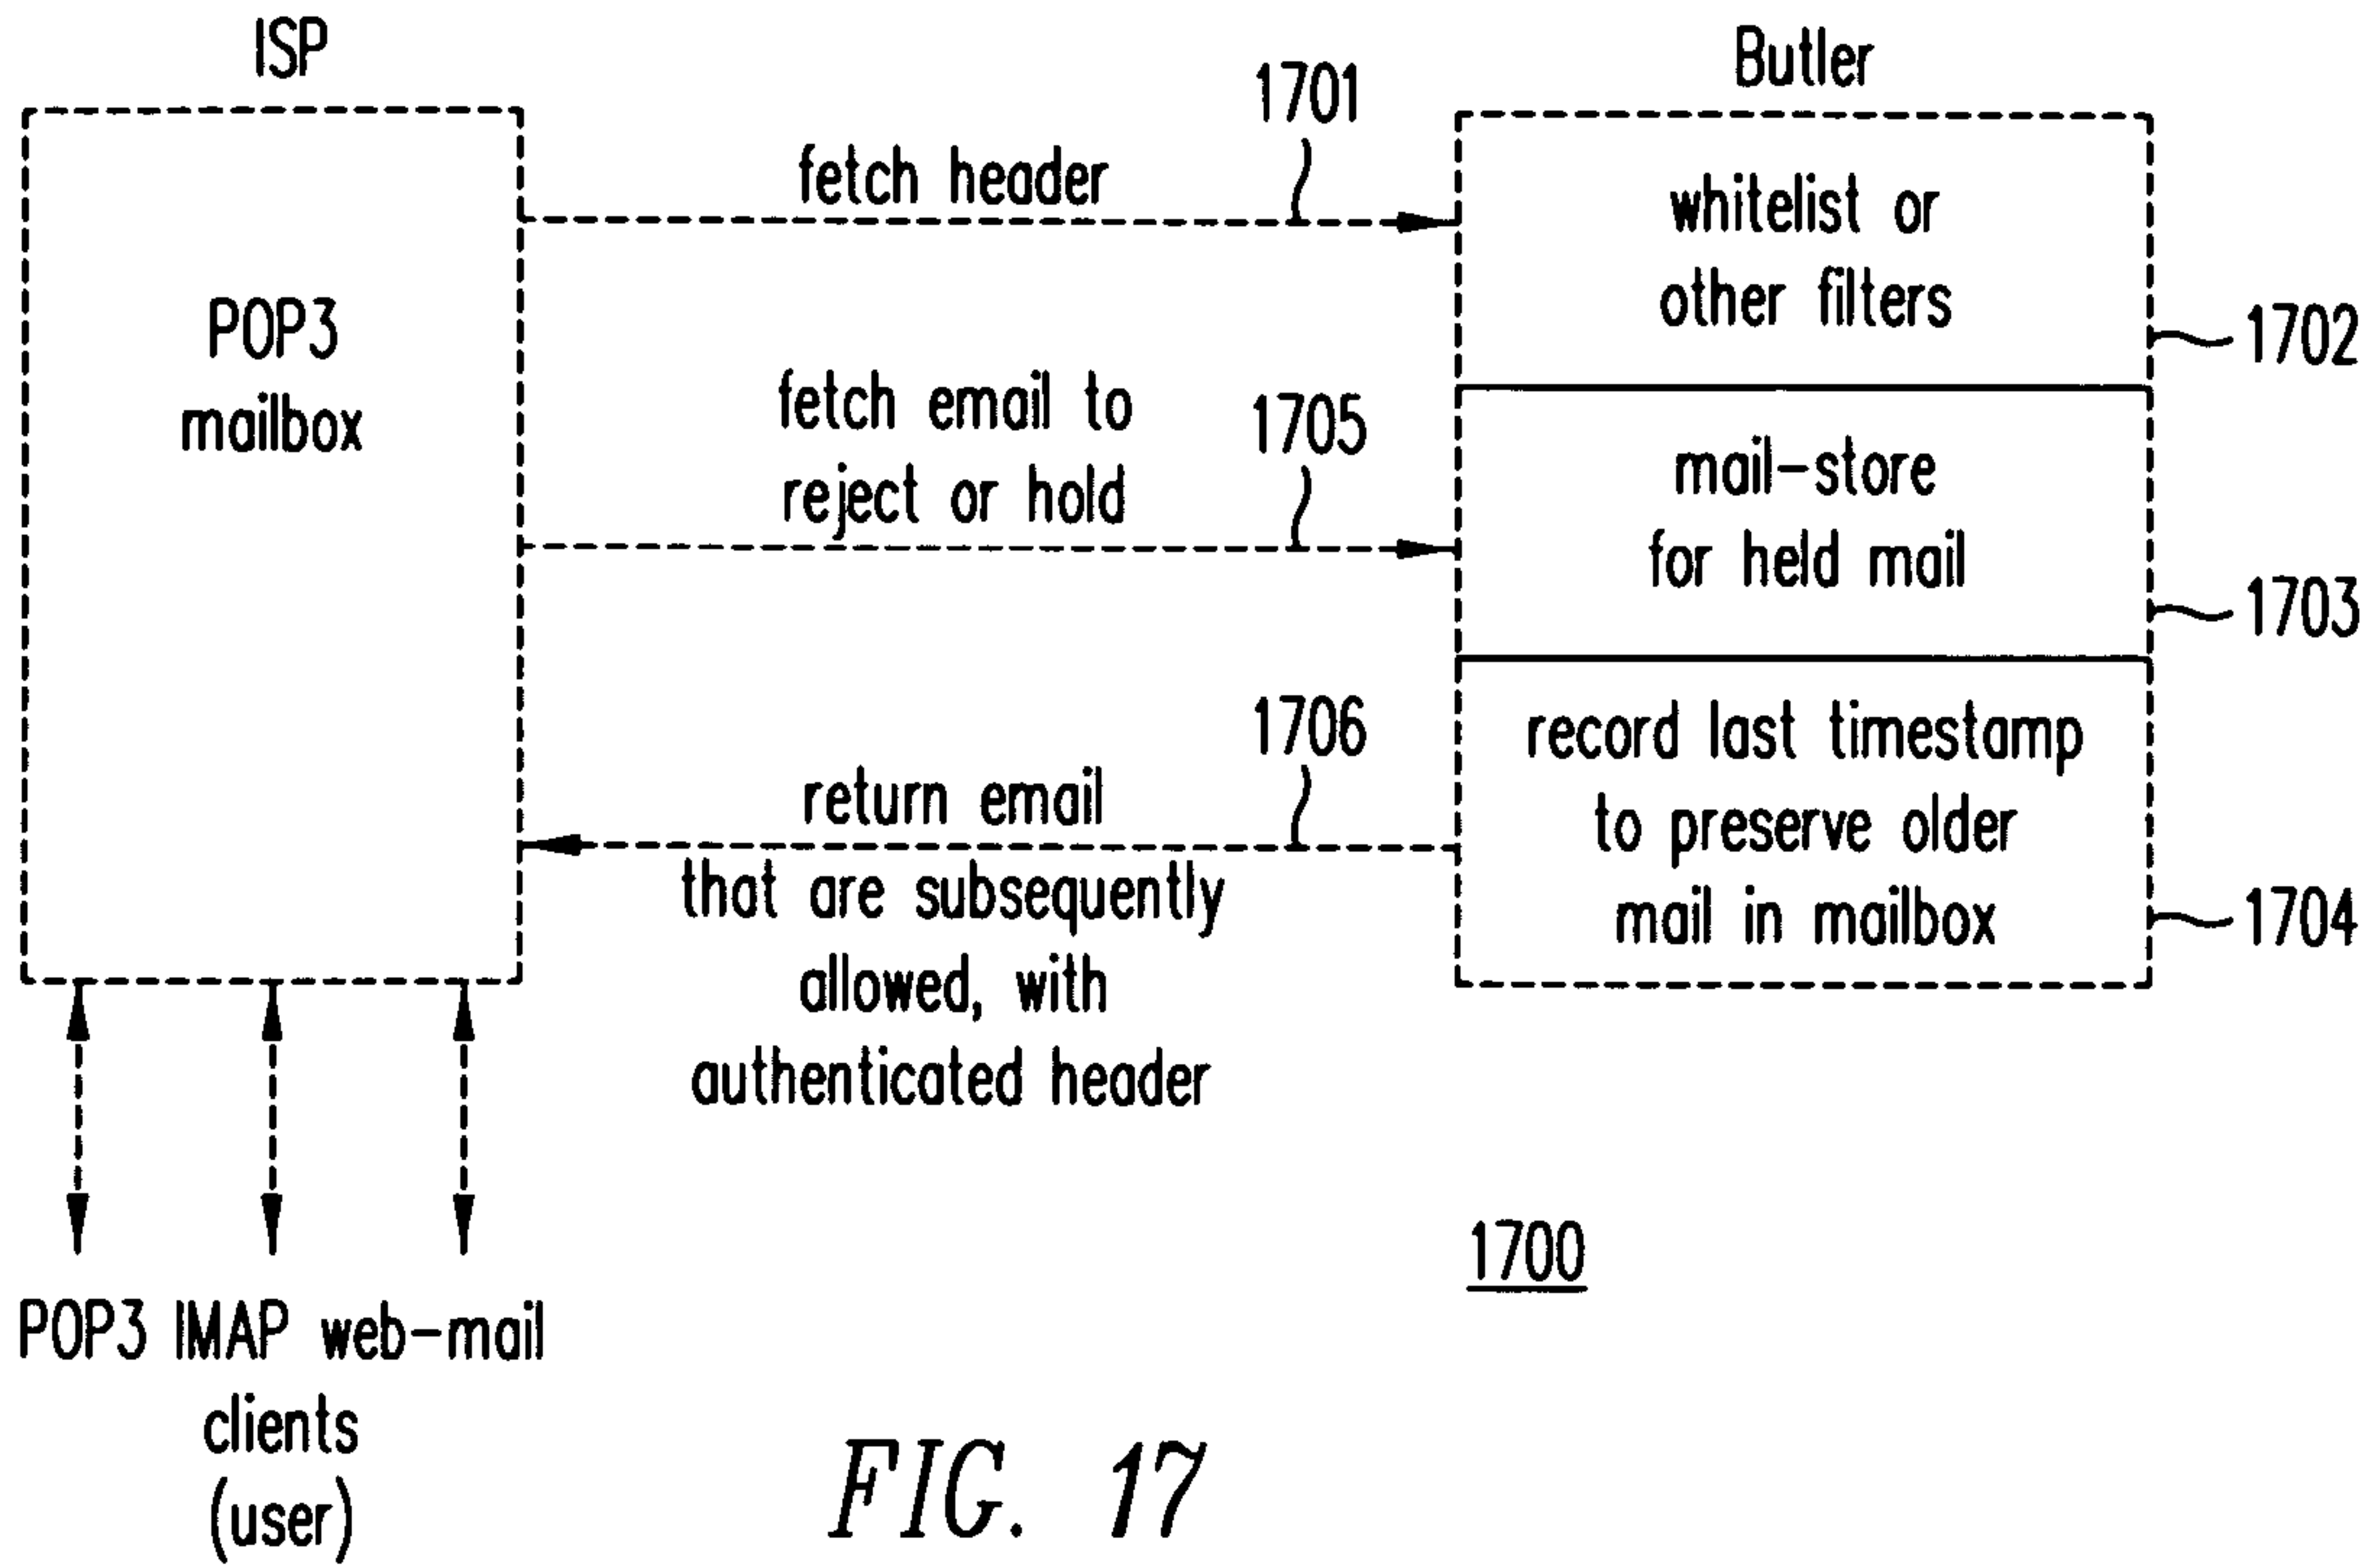 ISP
Butler
1701
fetch header
whitelist or
other filters
1702
POP3
mailbox
fetch email to
reject or hold
1705
mail-store
for held mail
1703
1706
return email
that are subsequently
allowed, with
authenticated header
record last timestamp
to preserve older
mail in mailbox
1704
1700
POP3 IMAP web-mail
clients
(user)
FIG. 17